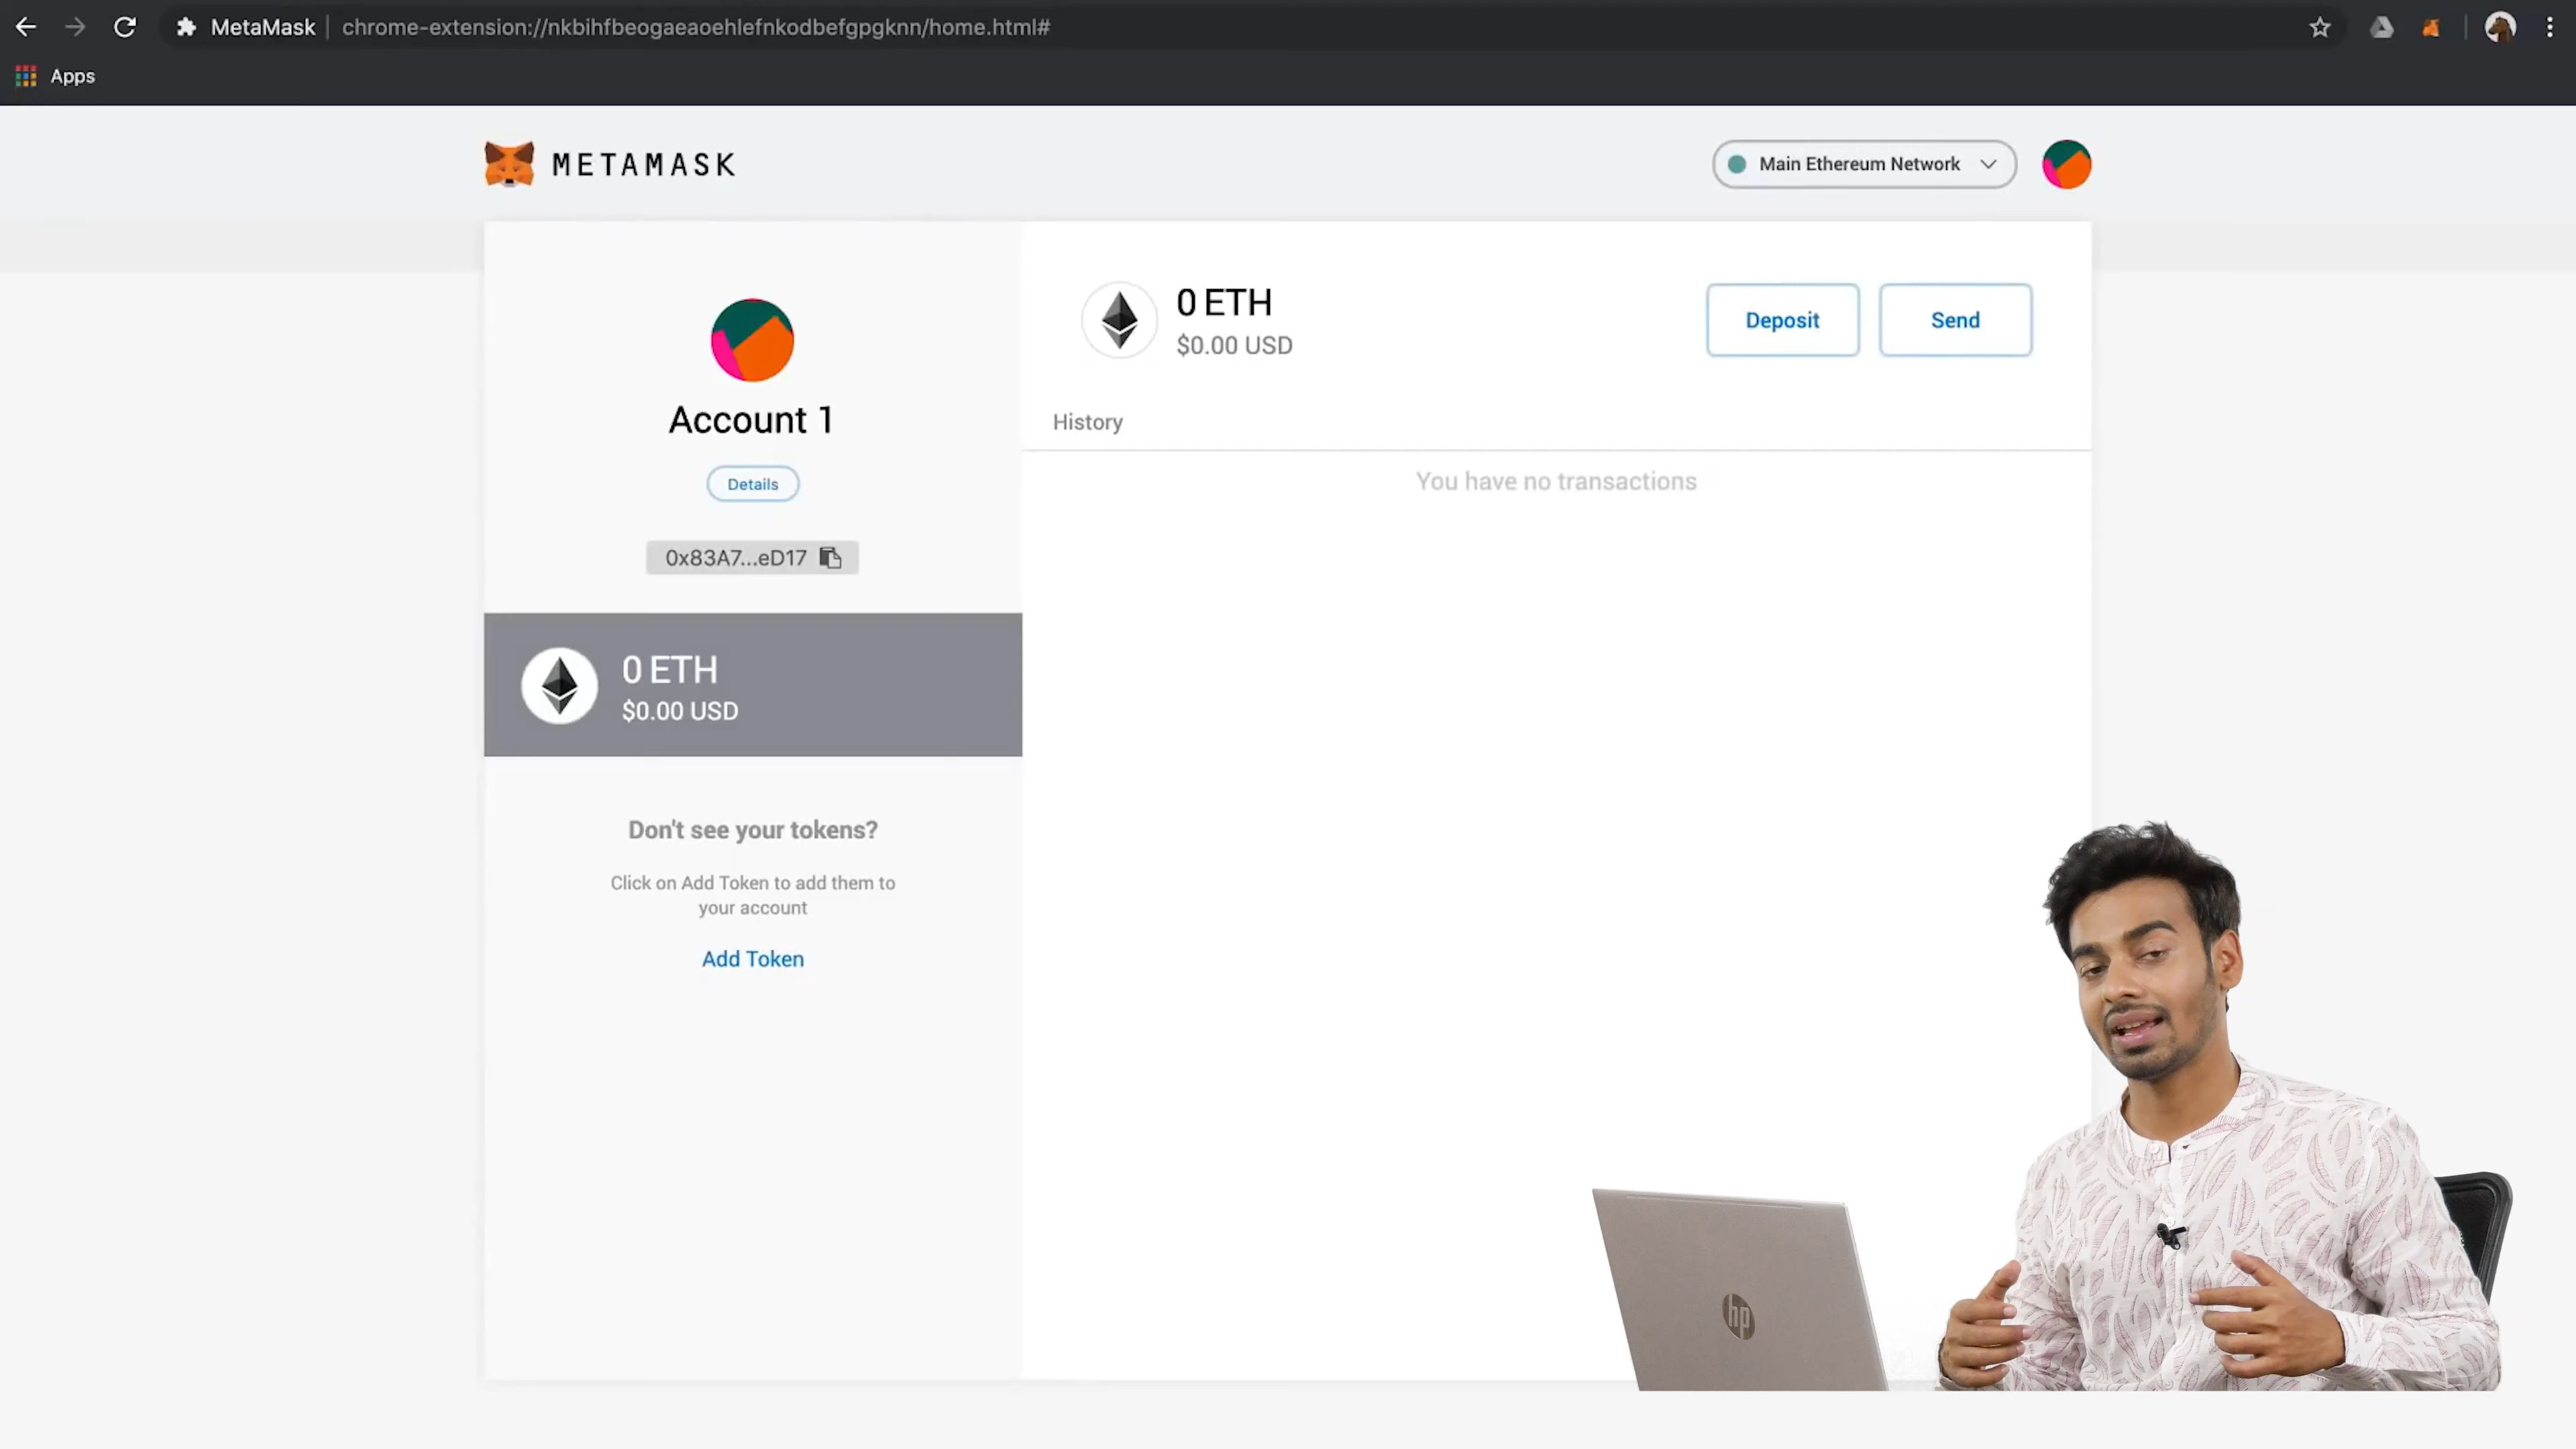 MetaMask
chrome-extension://nkbihfbeogaeaoehlefnkodbefgpgknn/home.html#
Apps
METAMASK
Main Ethereum Network
Account 1
Details
0x83A7...eD17
0 ETH
$0.00 USD
Don't see your tokens?
Click on Add Token to add them to
your account
Add Token
0 ETH
$0.00 USD
Deposit
Send
History
You have no transactions
hp